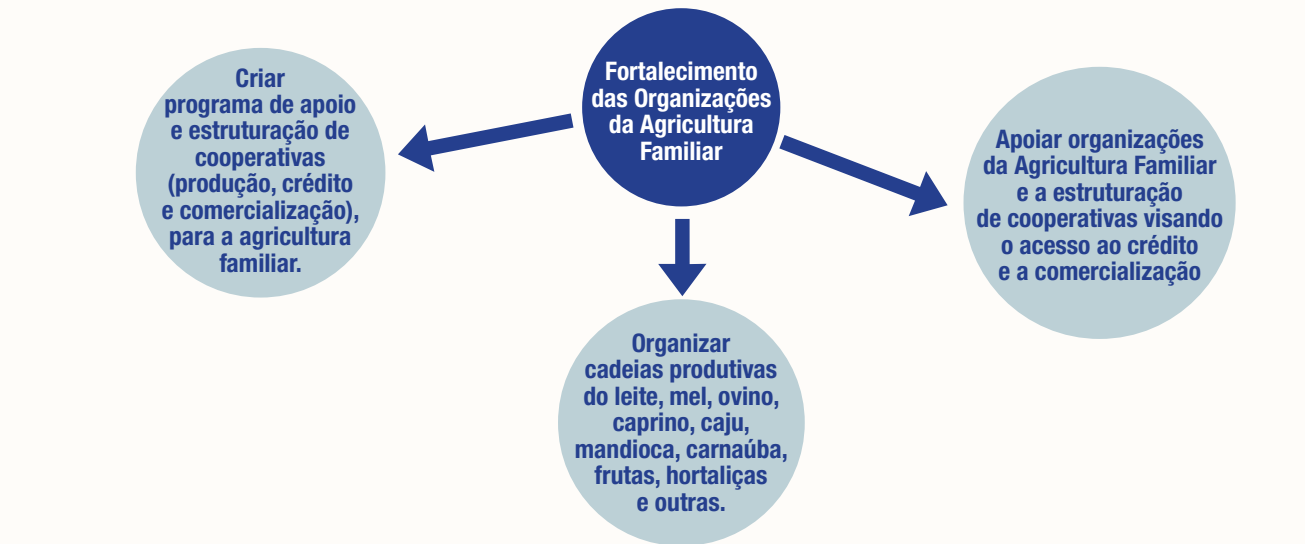 Fortalecimento
das Organizações
da Agricultura
Familiar
Criar
programa de apoio
e estruturação de
cooperativas
(produção, crédito
e comercialização),
para a agricultura
familiar.
Organizar
cadeias produtivas
do leite, mel, ovino,
caprino, caju,
mandioca, carnaúba,
frutas, hortaliças
e outras.
Apoiar organizações
da Agricultura Familiar
e a estruturação
de cooperativas visando
o acesso ao crédito
e a comercialização